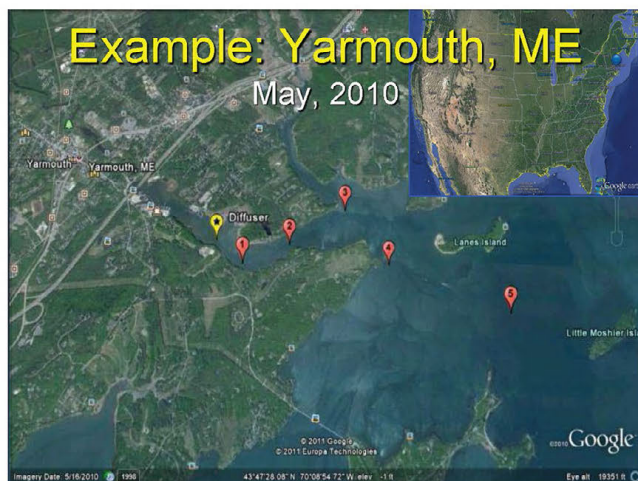 Example: Yarmouth, ME
May, 2010
Google earth
Yarmouth
Yarmouth, ME
3
Diffuser
2
1
4
Lanes Island
5
Little Moshier Isla
© 2011 Google
© 2011 Europa Technologies
©2010 Google
Imagery Date: 5/16/2010 1998 43°47'28.08" N 70°08'54.72" W elev -1 ft Eye alt 19351 ft